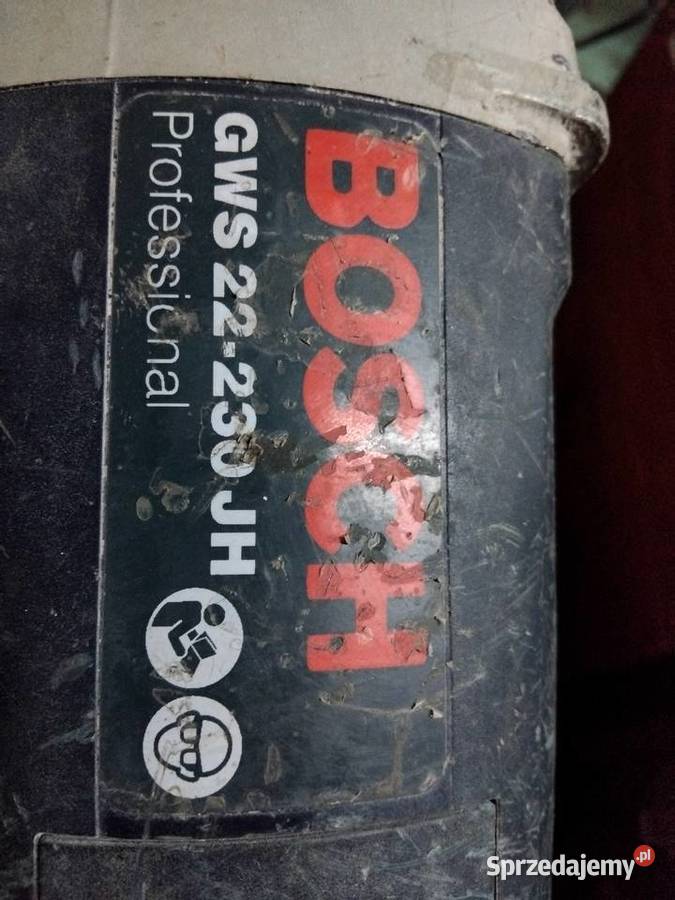 BOSCH
GWS 22-230 JH
Professional
Sprzedajemy.pl